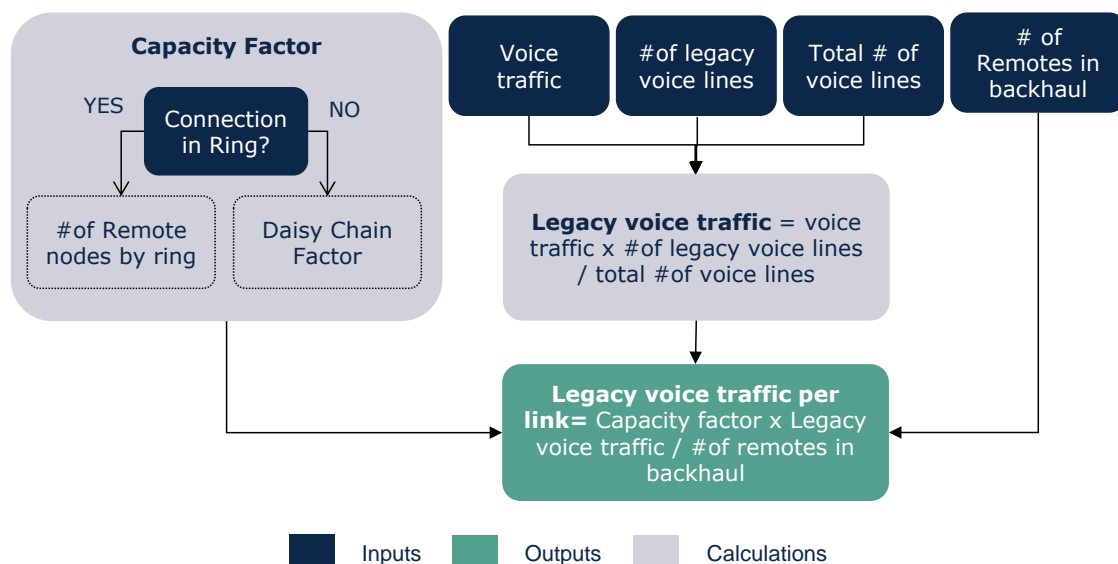 Capacity Factor
YES
NO
Connection
in Ring?
#of Remote
nodes by ring
Daisy Chain
Factor
Voice
traffic
#of legacy
voice lines
Total # of
voice lines
# of
Remotes in
backhaul
Legacy voice traffic = voice
traffic x #of legacy voice lines
/ total #of voice lines
Legacy voice traffic per
link= Capacity factor x Legacy
voice traffic / #of remotes in
backhaul
Inputs
Outputs
Calculations